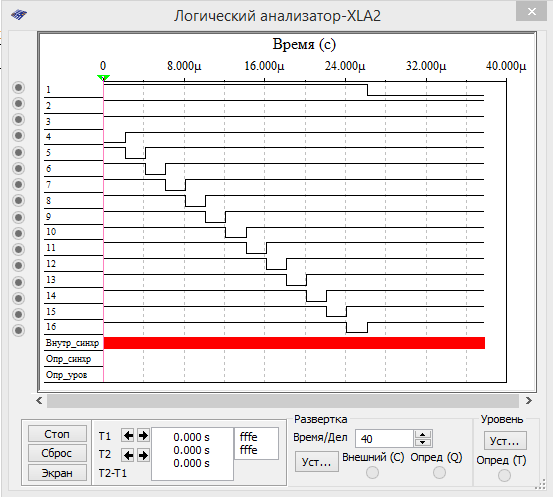 Логический анализатор-XLA2
Время (с)
0 8.000µ 16.000µ 24.000µ 32.000µ 40.000µ
1
2
3
4
5
6
7
8
9
10
11
12
13
14
15
16
Внутр_синхр
Опр_синхр
Опр_уров
Стоп
Сброс
Экран
T1
T2
T2-T1
0.000 s
0.000 s
0.000 s
fffe
fffe
Развертка
Время/Дел 40
Уст...
Внешний (C) Опред (Q)
Уровень
Уст...
Опред (T)